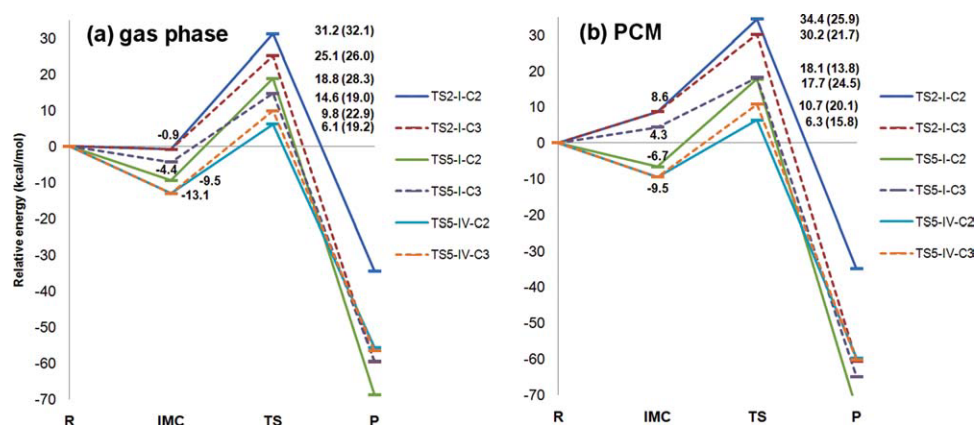 (a) gas phase
Relative energy (kcal/mol)
30
20
10
0
-10
-20
-30
-40
-50
-60
-70
R
IMC
TS
P
-0.9
-4.4
-9.5
-13.1
31.2 (32.1)
25.1 (26.0)
18.8 (28.3)
14.6 (19.0)
9.8 (22.9)
6.1 (19.2)
TS2-I-C2
TS2-I-C3
TS5-I-C2
TS5-I-C3
TS5-IV-C2
TS5-IV-C3
(b) PCM
Relative energy (kcal/mol)
30
20
10
0
-10
-20
-30
-40
-50
-60
-70
R
IMC
TS
P
8.6
4.3
-6.7
-9.5
34.4 (25.9)
30.2 (21.7)
18.1 (13.8)
17.7 (24.5)
10.7 (20.1)
6.3 (15.8)
TS2-I-C2
TS2-I-C3
TS5-I-C2
TS5-I-C3
TS5-IV-C2
TS5-IV-C3